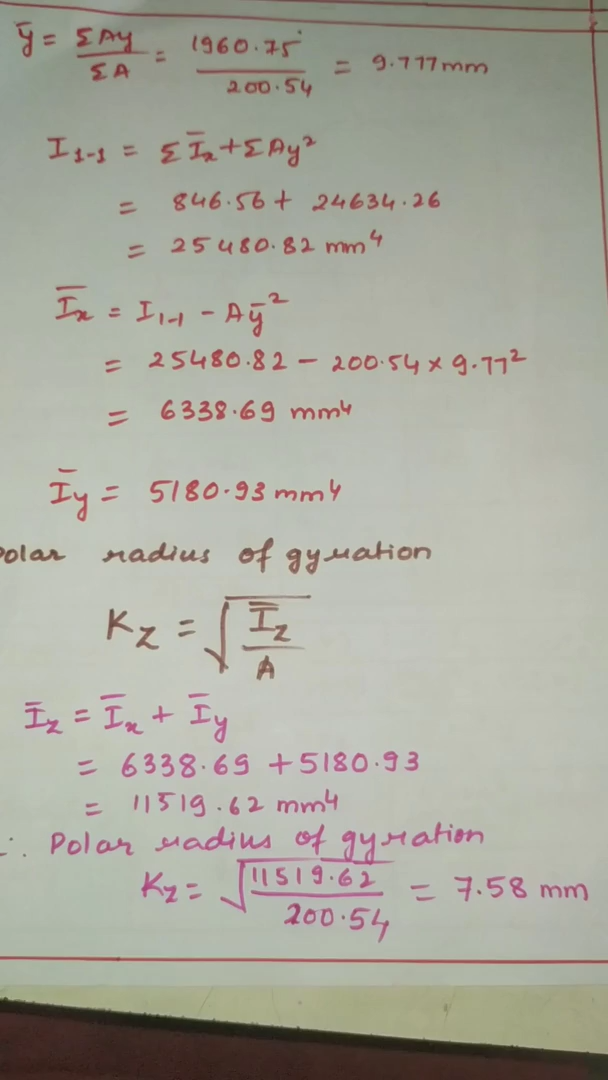 ȳ = ΣAy / ΣA = 1960.75 / 200.54 = 9.777mm
I₁₋₁ = ΣĪx + ΣAy²
= 846.56 + 24634.26
= 25480.82 mm⁴
Īx = I₁₋₁ - Aȳ²
= 25480.82 - 200.54 × 9.77²
= 6338.69 mm⁴
Īy = 5180.93 mm⁴
Polar radius of gyration
Kz = √(Īz / A)
Īz = Īx + Īy
= 6338.69 + 5180.93
= 11519.62 mm⁴
∴ Polar radius of gyration
Kz = √(11519.62 / 200.54) = 7.58 mm